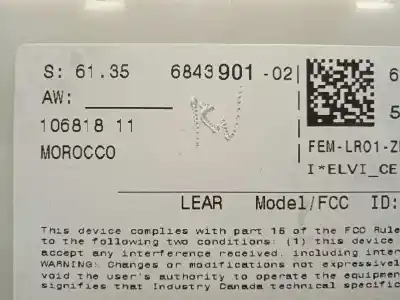 S: 61.35 6843901-02 6
AW: 5
106818 11
MOROCCO
KV
FEM-LR01-Z
I*ELVI_CE
LEAR Model/FCC ID:
This device complies with part 15 of the FCC Rule
to the following two conditions: (1) this device
accept any interference received, including inter
WARNING: Changes or modifications not expressivel
void the user's authority to operate the equipmen
signifies that Industry Canada technical specific